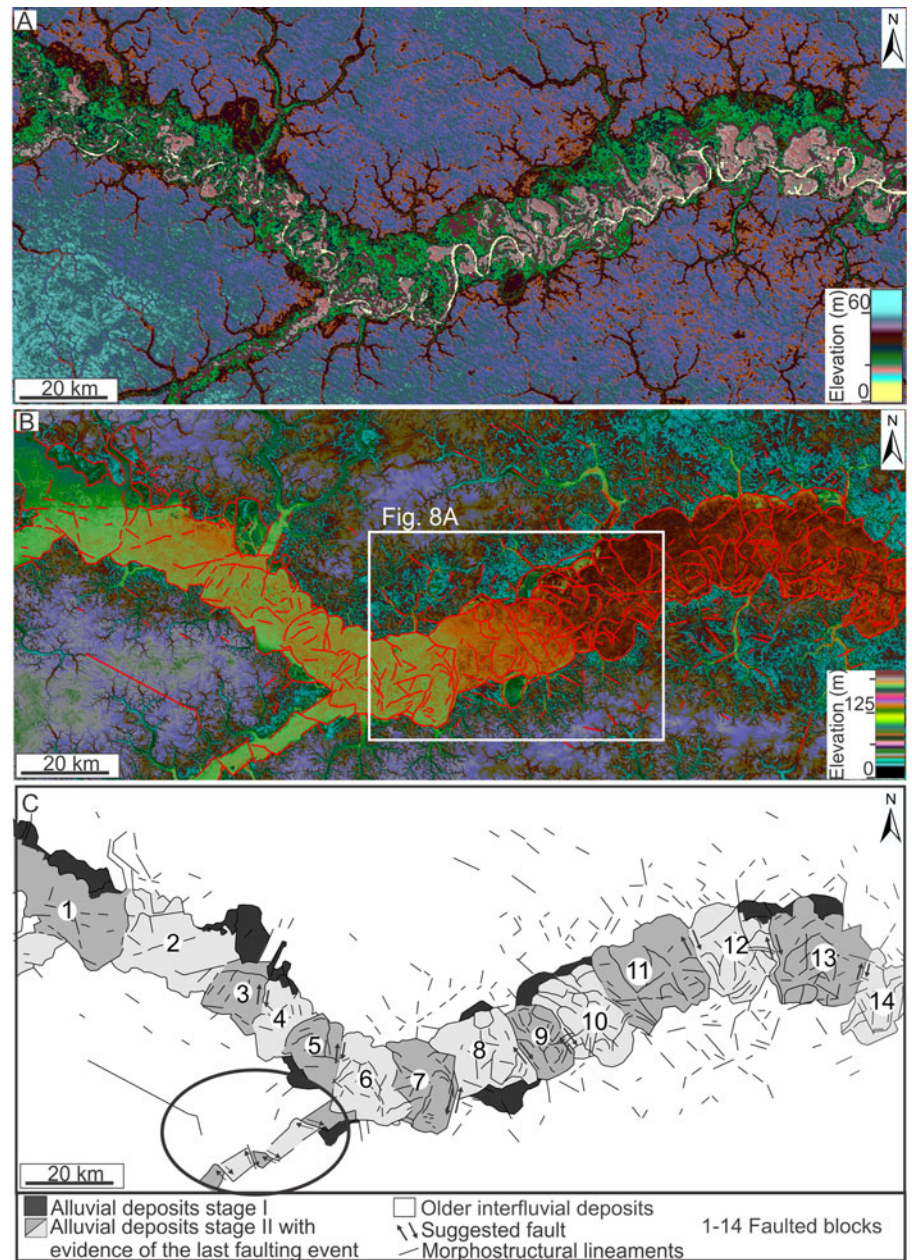 A
N
60
Elevation (m)
0
20 km
B
N
Fig. 8A
125
Elevation (m)
0
20 km
C
N
1
2
3
4
5
6
7
8
9
10
11
12
13
14
20 km
Alluvial deposits stage I
Alluvial deposits stage II with
evidence of the last faulting event
Older interfluvial deposits
Suggested fault
Morphostructural lineaments
1-14 Faulted blocks